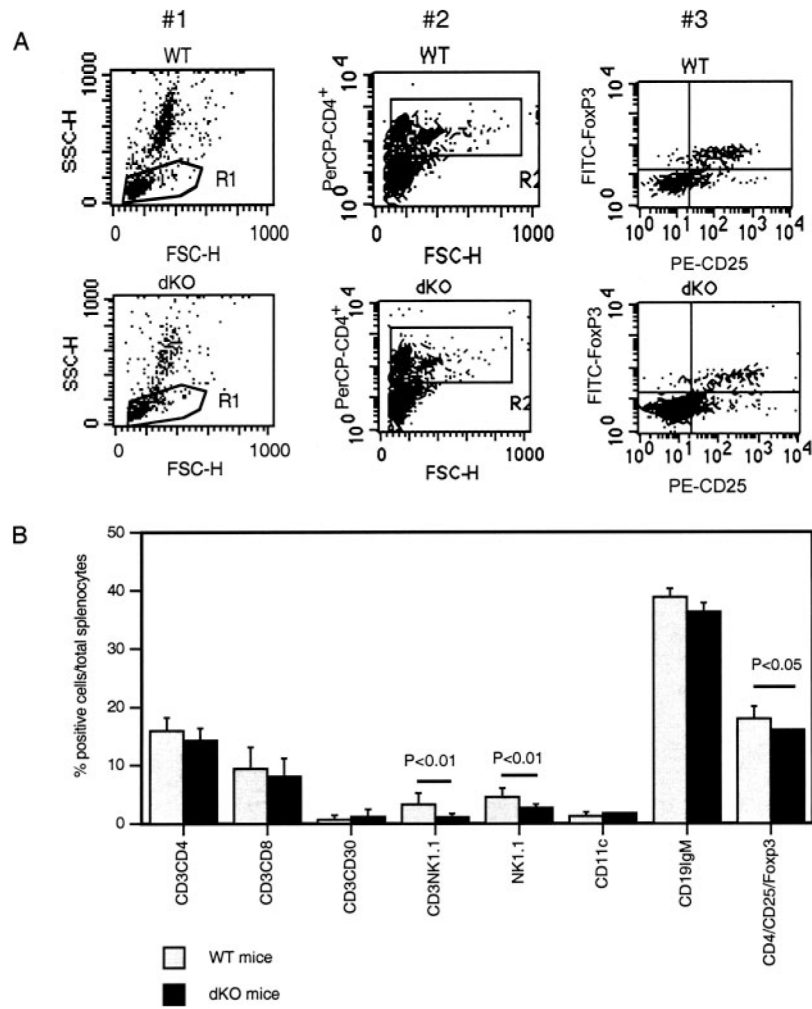 #1 #2 #3
A
WT WT WT
1000 SSC-H 0 R1 0 FSC-H 1000
10^4 PerCP-CD4+ 10^0 R2 0 FSC-H 1000
10^4 FITC-FoxP3 10^0 10^0 10^1 10^2 10^3 10^4 PE-CD25
dKO dKO dKO
1000 SSC-H 0 R1 0 FSC-H 1000
10^4 PerCP-CD4+ 10^0 R2 0 FSC-H 1000
10^4 FITC-FoxP3 10^0 10^0 10^1 10^2 10^3 10^4 PE-CD25
B
% positive cells/total splenocytes
50
40
30
20
10
0
P<0.01 P<0.01 P<0.05
CD3CD4
CD3CD8
CD3CD30
CD3NK1.1
NK1.1
CD11c
CD19IgM
CD4/CD25/Foxp3
WT mice
dKO mice